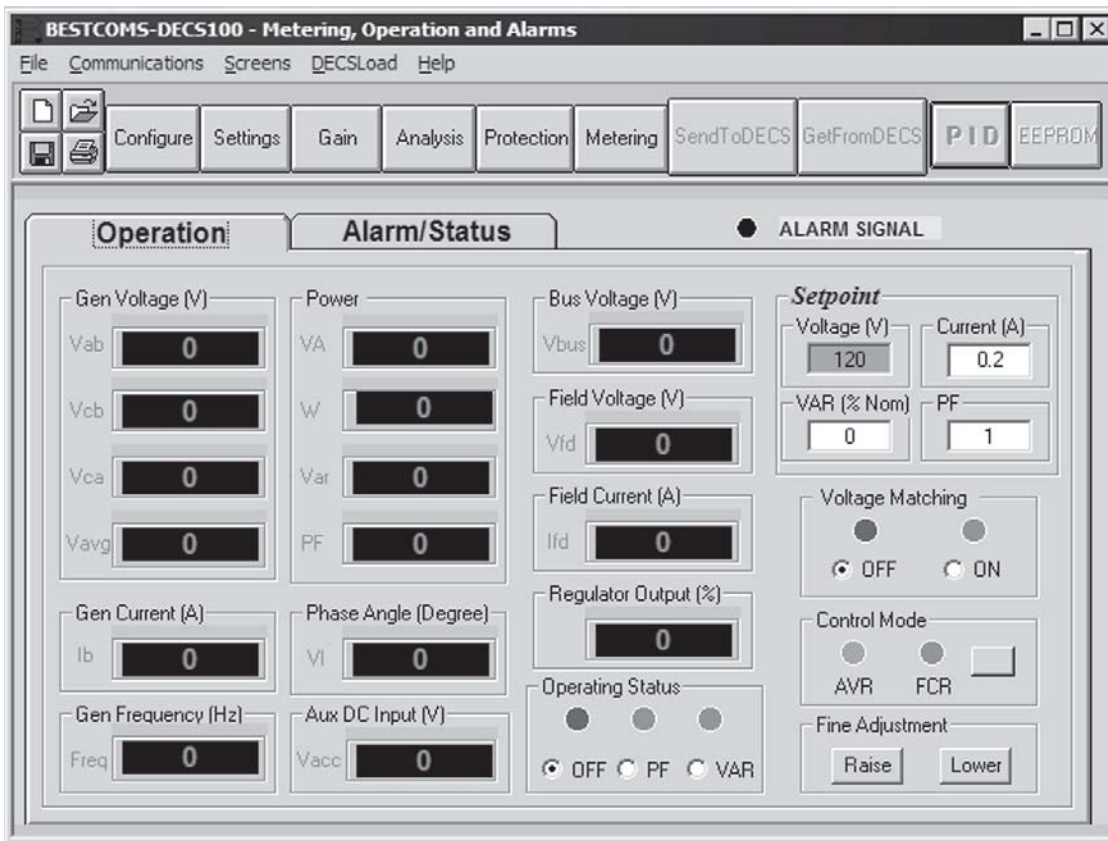 BESTCOMS-DECS100 - Metering, Operation and Alarms
File Communications Screens DECSLoad Help
Configure Settings Gain Analysis Protection Metering SendToDECS GetFromDECS PID EEPROM
Operation Alarm/Status ALARM SIGNAL
Gen Voltage (V)
Vab 0
Vcb 0
Vca 0
Vavg 0
Gen Current (A)
Ib 0
Gen Frequency (Hz)
Freq 0
Power
VA 0
W 0
Var 0
PF 0
Phase Angle (Degree)
VI 0
Aux DC Input (V)
Vacc 0
Bus Voltage (V)
Vbus 0
Field Voltage (V)
Vfd 0
Field Current (A)
Ifd 0
Regulator Output (%)
0
Operating Status
OFF PF VAR
Setpoint
Voltage (V) Current (A)
120 0.2
VAR (% Nom) PF
0 1
Voltage Matching
OFF ON
Control Mode
AVR FCR
Fine Adjustment
Raise Lower